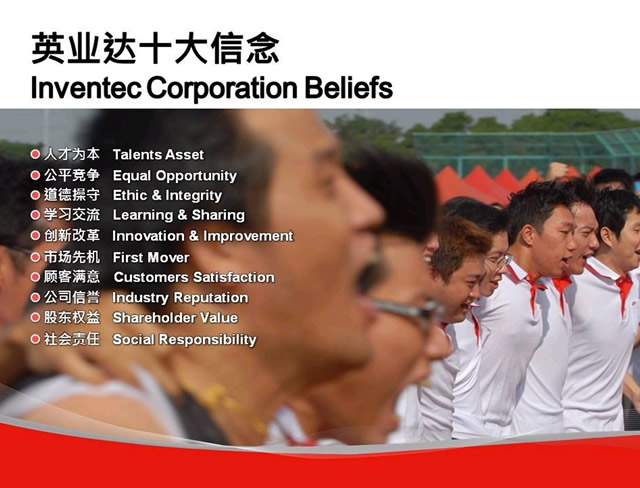 英业达十大信念
Inventec Corporation Beliefs
人才为本 Talents Asset
公平竞争 Equal Opportunity
道德操守 Ethic & Integrity
学习交流 Learning & Sharing
创新改革 Innovation & Improvement
市场先机 First Mover
顾客满意 Customers Satisfaction
公司信誉 Industry Reputation
股东权益 Shareholder Value
社会责任 Social Responsibility